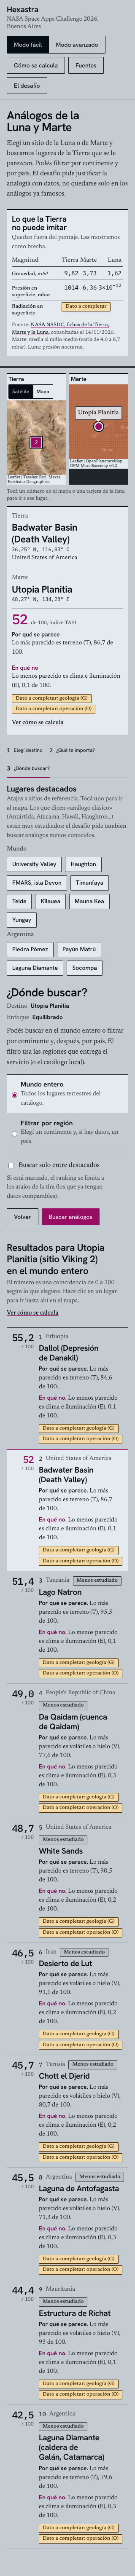 Hexastra
NASA Space Apps Challenge 2026,
Buenos Aires
Modo fácil
Modo avanzado
Cómo se calcula
Fuentes
El desafío
Análogos de la
Luna y Marte
Elegí un sitio de la Luna o de Marte y
buscamos lugares de la Tierra que se le
parecen. Podés filtrar por continente y
por país. El desafío pide justificar la
analogía, así que cada resultado dice en
qué se parece y en qué no a los análogos
ya famosos.
Lo que la Tierra
no puede imitar
Quedan fuera del puntaje. Las mostramos
como brecha.
Magnitud Tierra Marte Luna
Gravedad, m/s² 9,82 3,73 1,62
Presión en superficie, mbar 1014 6,36 3×10⁻¹²
Radiación en superficie Dato a completar
Fuente: NASA NSSDC, fichas de la Tierra,
Marte y la Luna,
Tierra
Satélite
Mapa
2
Leaflet | Tiles Esri, Maxar,
Earthstar Geographics
Marte
Utopia Planitia
Leaflet | OpenPlanetaryMap,
OPM Mars Basemap v0.2
Tocá un número en el mapa o una tarjeta de la lista
para ir a ese lugar.
Tierra
Badwater Basin
(Death Valley)
36,25° N, 116,83° O
United States of America
Marte
Utopia Planitia
48,27° N, 134,28° E
52 de 100, índice TASI
Por qué se parece
Lo más parecido es terreno (T), 86,7 de
100.
En qué no
Lo menos parecido es clima e iluminación
(E), 0,1 de 100.
Dato a completar: geología (G)
Dato a completar: operación (O)
Ver cómo se calcula
1 Elegí destino
2 ¿Qué te importa?
3 ¿Dónde buscar?
Lugares destacados
Atajos a sitios de referencia. Tocá uno para ir
al mapa. Los que dicen análogo clásico
(Antártida, Atacama, Hawái, Haughton...)
ya están muy estudiados: el desafío pide
análogos menos conocidos.
Mundo
University Valley
Haughton
FMARS, isla Devon
Timanfaya
Teide
Kilauea
Mauna Kea
Yungay
Argentina
Piedra Pómez
Payún Matrú
Laguna Diamante
Socompa
¿Dónde buscar?
Destino Utopia Planitia
Enfoque Equilibrado
Podés buscar en el mundo entero o filtrar
por continente y, después, por país. El
filtro usa las regiones que entrega el
servicio (o el catálogo local).
Mundo entero
Todos los lugares terrestres del
catálogo.
Filtrar por región
Elegí un continente y, si hay datos, un
país.
Buscar solo entre destacados
Si está marcado, el ranking se limita a
los atajos de la tira (los que ya tengan
datos comparables).
Volver
Buscar análogos
Resultados para Utopia
Planitia (sitio Viking 2)
en el mundo entero
El número es una coincidencia de 0 a 100
según lo que elegiste. Hacé clic en un lugar
para ir hasta ahí en el mapa.
Ver cómo se calcula
55,2 / 100
1 Ethiopia
Dallol (Depresión
de Danakil)
Por qué se parece. Lo más
parecido es terreno (T), 84,6
de 100.
En qué no. Lo menos parecido
es clima e iluminación (E), 0,1
de 100.
Dato a completar: geología (G)
Dato a completar: operación (O)
52 / 100
2 United States of America
Badwater Basin
(Death Valley)
Por qué se parece. Lo más
parecido es terreno (T), 86,7
de 100.
En qué no. Lo menos parecido
es clima e iluminación (E), 0,1
de 100.
Dato a completar: geología (G)
Dato a completar: operación (O)
51,4 / 100
3 Tanzania Menos estudiado
Lago Natron
Por qué se parece. Lo más
parecido es terreno (T), 95,3
de 100.
En qué no. Lo menos parecido
es clima e iluminación (E), 0,1
de 100.
Dato a completar: geología (G)
Dato a completar: operación (O)
49,0 / 100
4 People's Republic of China
Menos estudiado
Da Qaidam (cuenca
de Qaidam)
Por qué se parece. Lo más
parecido es volátiles o hielo (V),
77,6 de 100.
En qué no. Lo menos parecido
es clima e iluminación (E), 0,2
de 100.
Dato a completar: geología (G)
Dato a completar: operación (O)
48,7 / 100
5 United States of America
Menos estudiado
White Sands
Por qué se parece. Lo más
parecido es terreno (T), 90,5
de 100.
En qué no. Lo menos parecido
es clima e iluminación (E), 0,2
de 100.
Dato a completar: geología (G)
Dato a completar: operación (O)
46,5 / 100
6 Iran Menos estudiado
Desierto de Lut
Por qué se parece. Lo más
parecido es volátiles o hielo (V),
91,1 de 100.
En qué no. Lo menos parecido
es clima e iluminación (E), 0,2
de 100.
Dato a completar: geología (G)
Dato a completar: operación (O)
45,7 / 100
7 Tunisia Menos estudiado
Chott el Djerid
Por qué se parece. Lo más
parecido es volátiles o hielo (V),
80,7 de 100.
En qué no. Lo menos parecido
es clima e iluminación (E), 0,2
de 100.
Dato a completar: geología (G)
Dato a completar: operación (O)
45,5 / 100
8 Argentina Menos estudiado
Laguna de Antofagasta
Por qué se parece. Lo más
parecido es volátiles o hielo (V),
71,3 de 100.
En qué no. Lo menos parecido
es clima e iluminación (E), 0,3
de 100.
Dato a completar: geología (G)
Dato a completar: operación (O)
44,4 / 100
9 Mauritania
Menos estudiado
Estructura de Richat
Por qué se parece. Lo más
parecido es volátiles o hielo (V),
93 de 100.
En qué no. Lo menos parecido
es clima e iluminación (E), 0,1
de 100.
Dato a completar: geología (G)
Dato a completar: operación (O)
42,5 / 100
10 Argentina
Menos estudiado
Laguna Diamante
(caldera de
Galán, Catamarca)
Por qué se parece. Lo más
parecido es terreno (T), 79,6
de 100.
En qué no. Lo menos parecido
es clima e iluminación (E), 0,3
de 100.
Dato a completar: geología (G)
Dato a completar: operación (O)